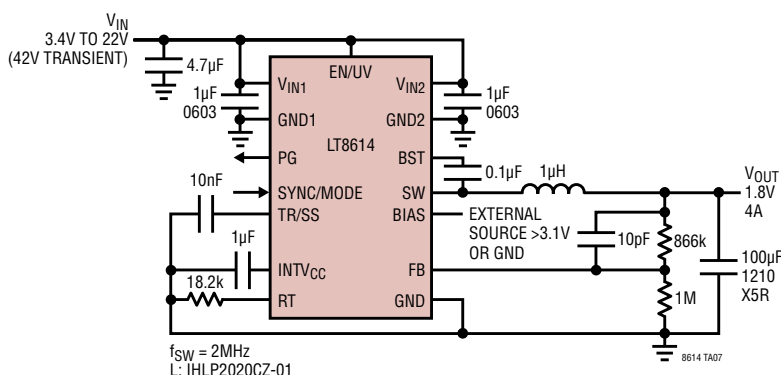 VIN
3.4V TO 22V
(42V TRANSIENT)
4.7µF
EN/UV
VIN1
VIN2
1µF
0603
1µF
0603
GND1
GND2
LT8614
PG
BST
0.1µF
1µH
VOUT
1.8V
4A
10nF
SYNC/MODE
SW
TR/SS
BIAS
EXTERNAL
SOURCE >3.1V
OR GND
10pF
866k
1µF
INTVCC
FB
100µF
1210
X5R
18.2k
RT
GND
1M
fSW = 2MHz
L: IHLP2020CZ-01
8614 TA07